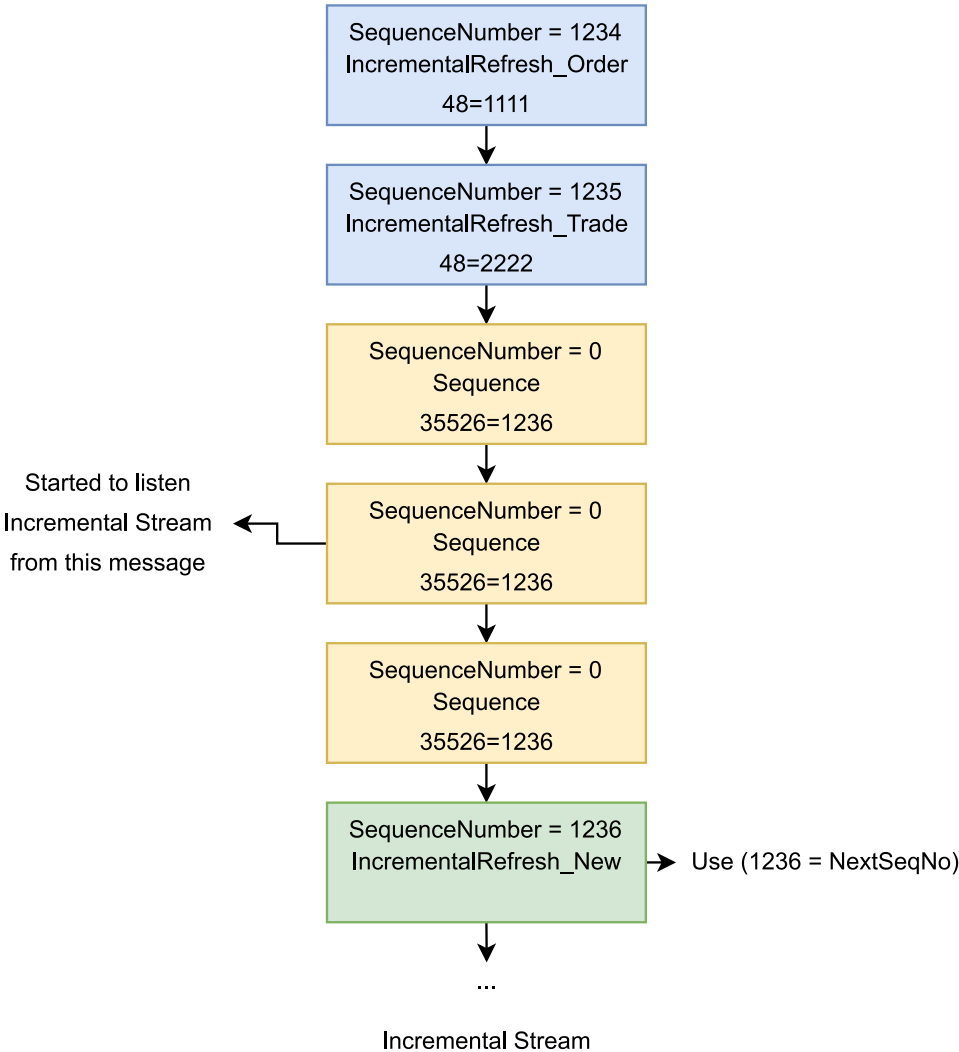 SequenceNumber = 1234
IncrementalRefresh_Order
48=1111
SequenceNumber = 1235
IncrementalRefresh_Trade
48=2222
SequenceNumber = 0
Sequence
35526=1236
Started to listen
Incremental Stream
from this message
SequenceNumber = 0
Sequence
35526=1236
SequenceNumber = 0
Sequence
35526=1236
SequenceNumber = 1236
IncrementalRefresh_New
Use (1236 = NextSeqNo)
...
Incremental Stream